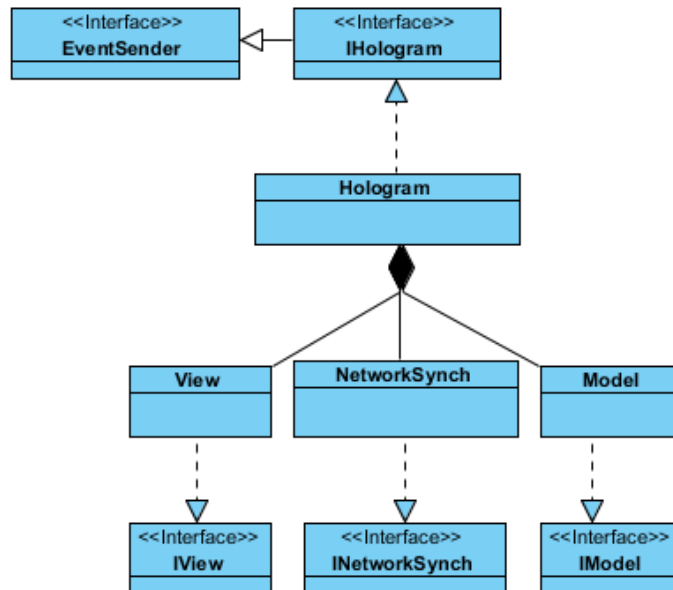 <<Interface>>
EventSender
<<Interface>>
IHologram
Hologram
View
NetworkSynch
Model
<<Interface>>
IView
<<Interface>>
INetworkSynch
<<Interface>>
IModel